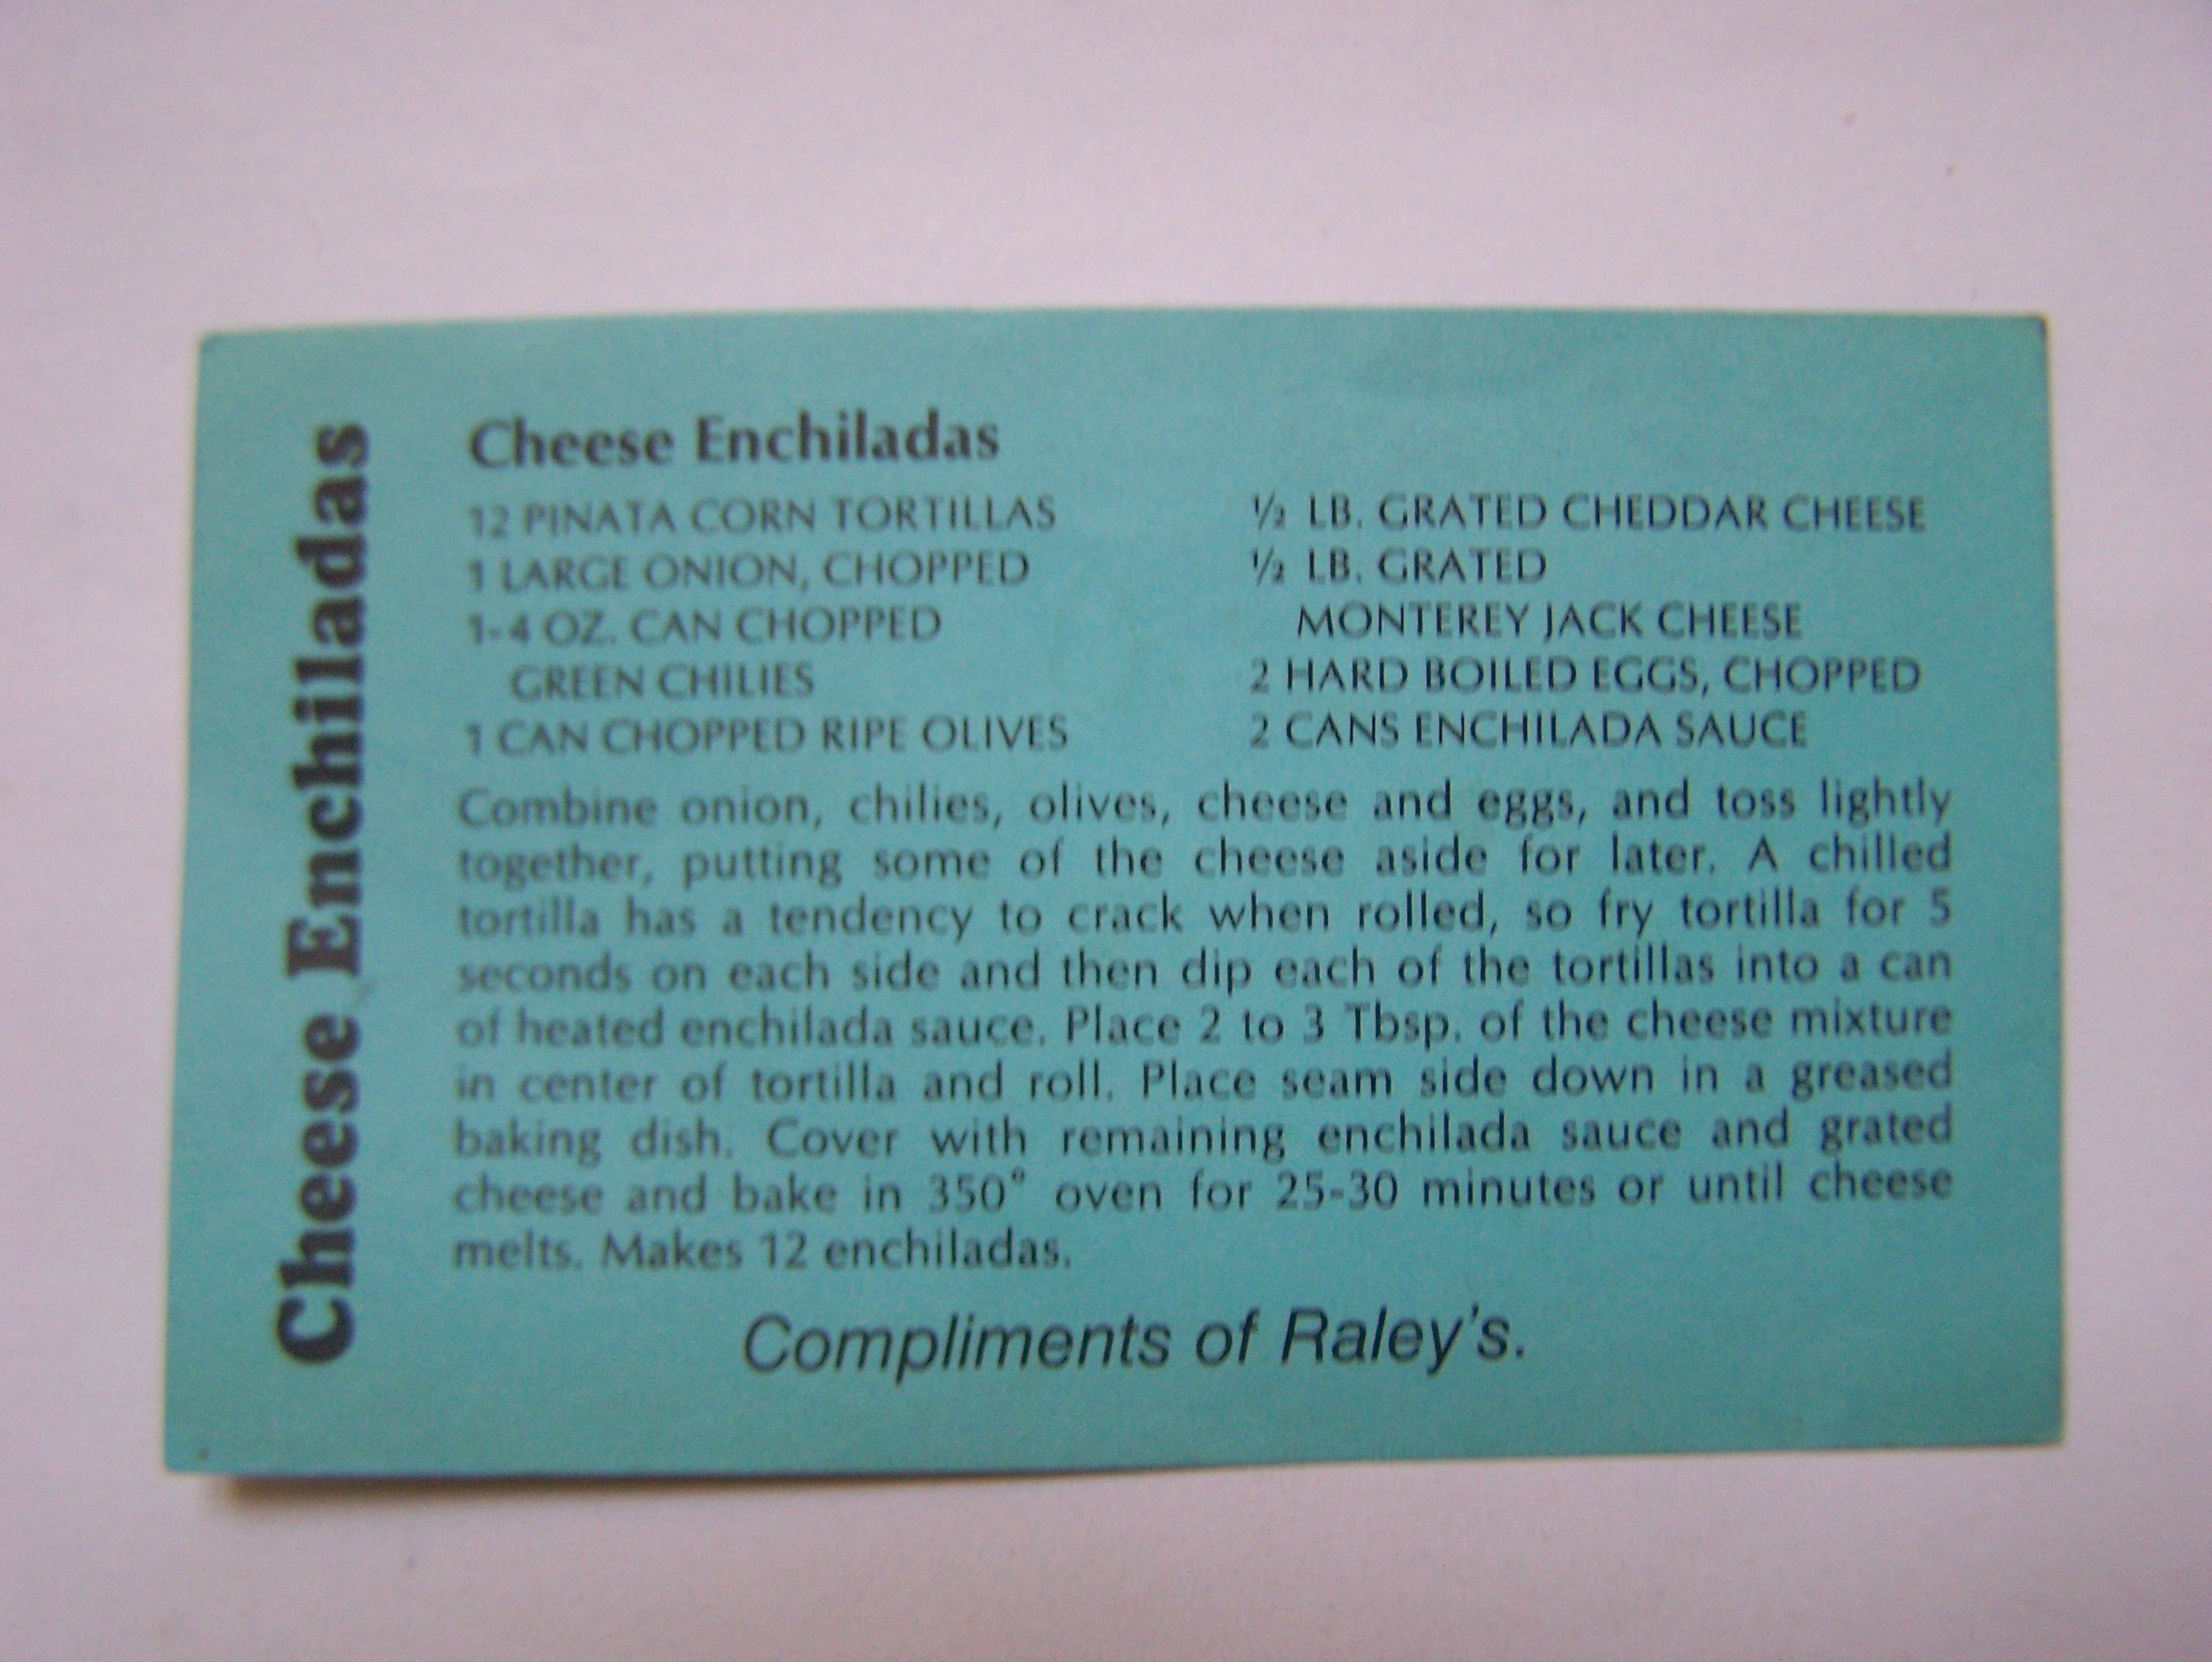 Cheese Enchiladas
Cheese Enchiladas
12 PINATA CORN TORTILLAS
1 LARGE ONION, CHOPPED
1-4 OZ. CAN CHOPPED
GREEN CHILIES
1 CAN CHOPPED RIPE OLIVES
½ LB. GRATED CHEDDAR CHEESE
½ LB. GRATED
MONTEREY JACK CHEESE
2 HARD BOILED EGGS, CHOPPED
2 CANS ENCHILADA SAUCE
Combine onion, chilies, olives, cheese and eggs, and toss lightly
together, putting some of the cheese aside for later. A chilled
tortilla has a tendency to crack when rolled, so fry tortilla for 5
seconds on each side and then dip each of the tortillas into a can
of heated enchilada sauce. Place 2 to 3 Tbsp. of the cheese mixture
in center of tortilla and roll. Place seam side down in a greased
baking dish. Cover with remaining enchilada sauce and grated
cheese and bake in 350° oven for 25-30 minutes or until cheese
melts. Makes 12 enchiladas.
Compliments of Raley's.